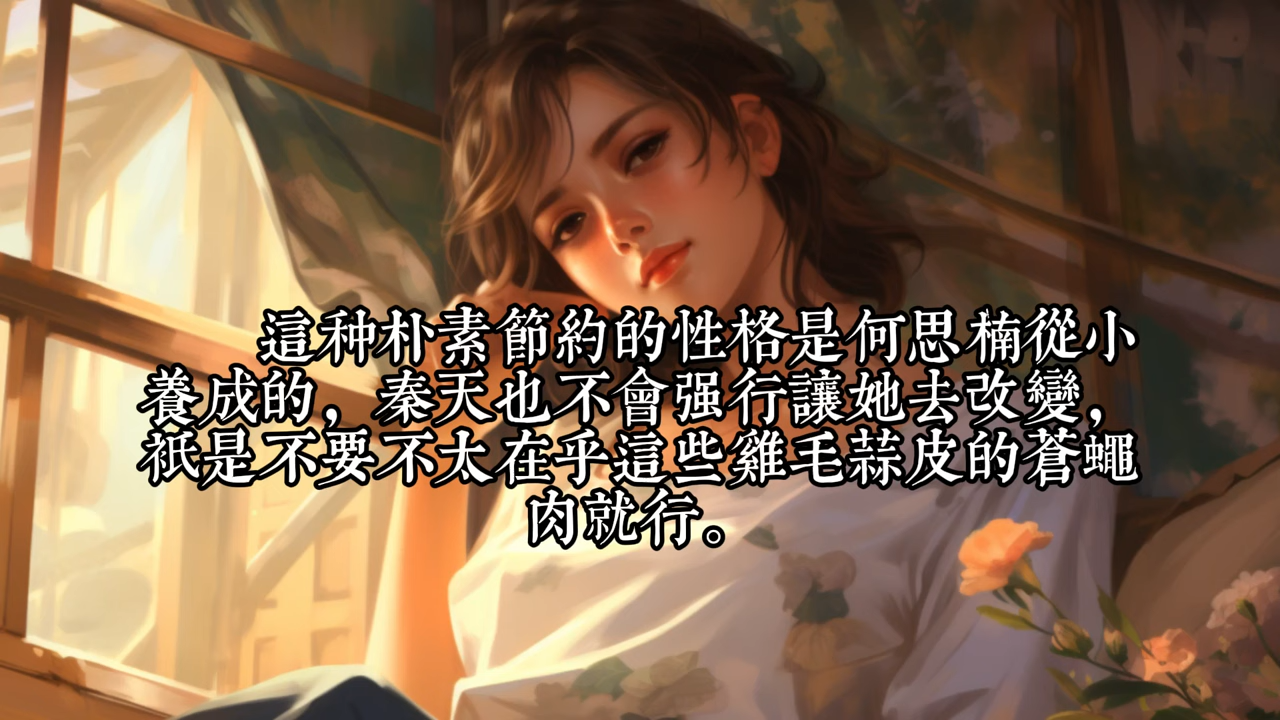 這种朴素節約的性格是何思楠從小
養成的，秦天也不會强行讓她去改變，
祇是不要不太在乎這些雞毛蒜皮的蒼蠅
肉就行。